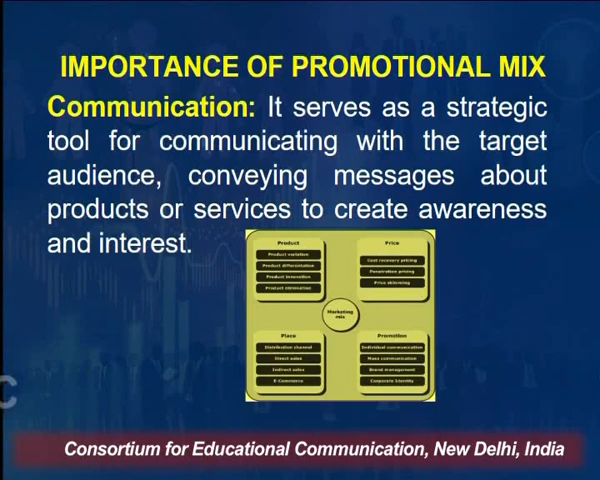 IMPORTANCE OF PROMOTIONAL MIX
Communication: It serves as a strategic
tool for communicating with the target
audience, conveying messages about
products or services to create awareness
and interest.
Product
Product variation
Product differentiation
Product innovation
Product elimination
Price
Cost recovery pricing
Penetration pricing
Price skimming
Marketing
mix
Place
Distribution channel
Direct sales
Indirect sales
E-Commerce
Promotion
Individual communication
Mass communication
Brand management
Corporate identity
C
Consortium for Educational Communication, New Delhi, India